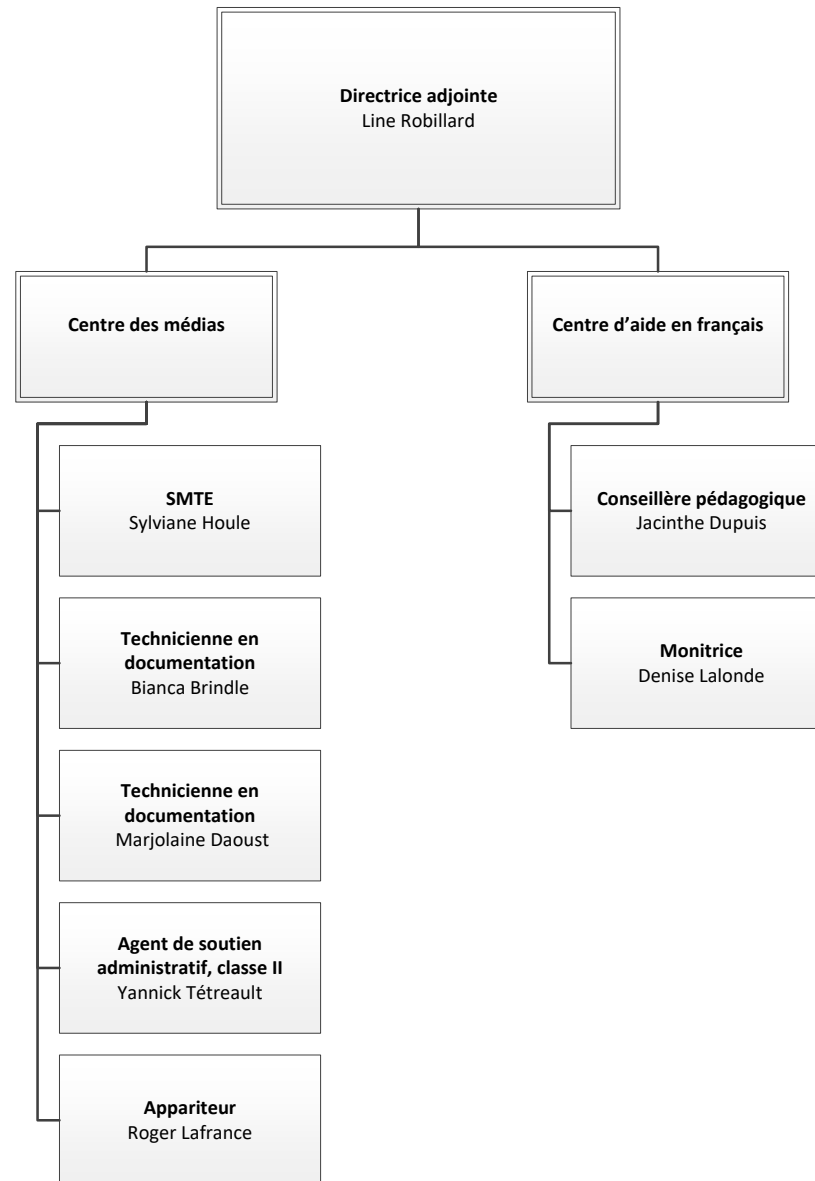 Directrice adjointe
Line Robillard
Centre des médias
Centre d’aide en français
SMTE
Sylviane Houle
Technicienne en
documentation
Bianca Brindle
Technicienne en
documentation
Marjolaine Daoust
Agent de soutien
administratif, classe II
Yannick Tétreault
Appariteur
Roger Lafrance
Conseillère pédagogique
Jacinthe Dupuis
Monitrice
Denise Lalonde